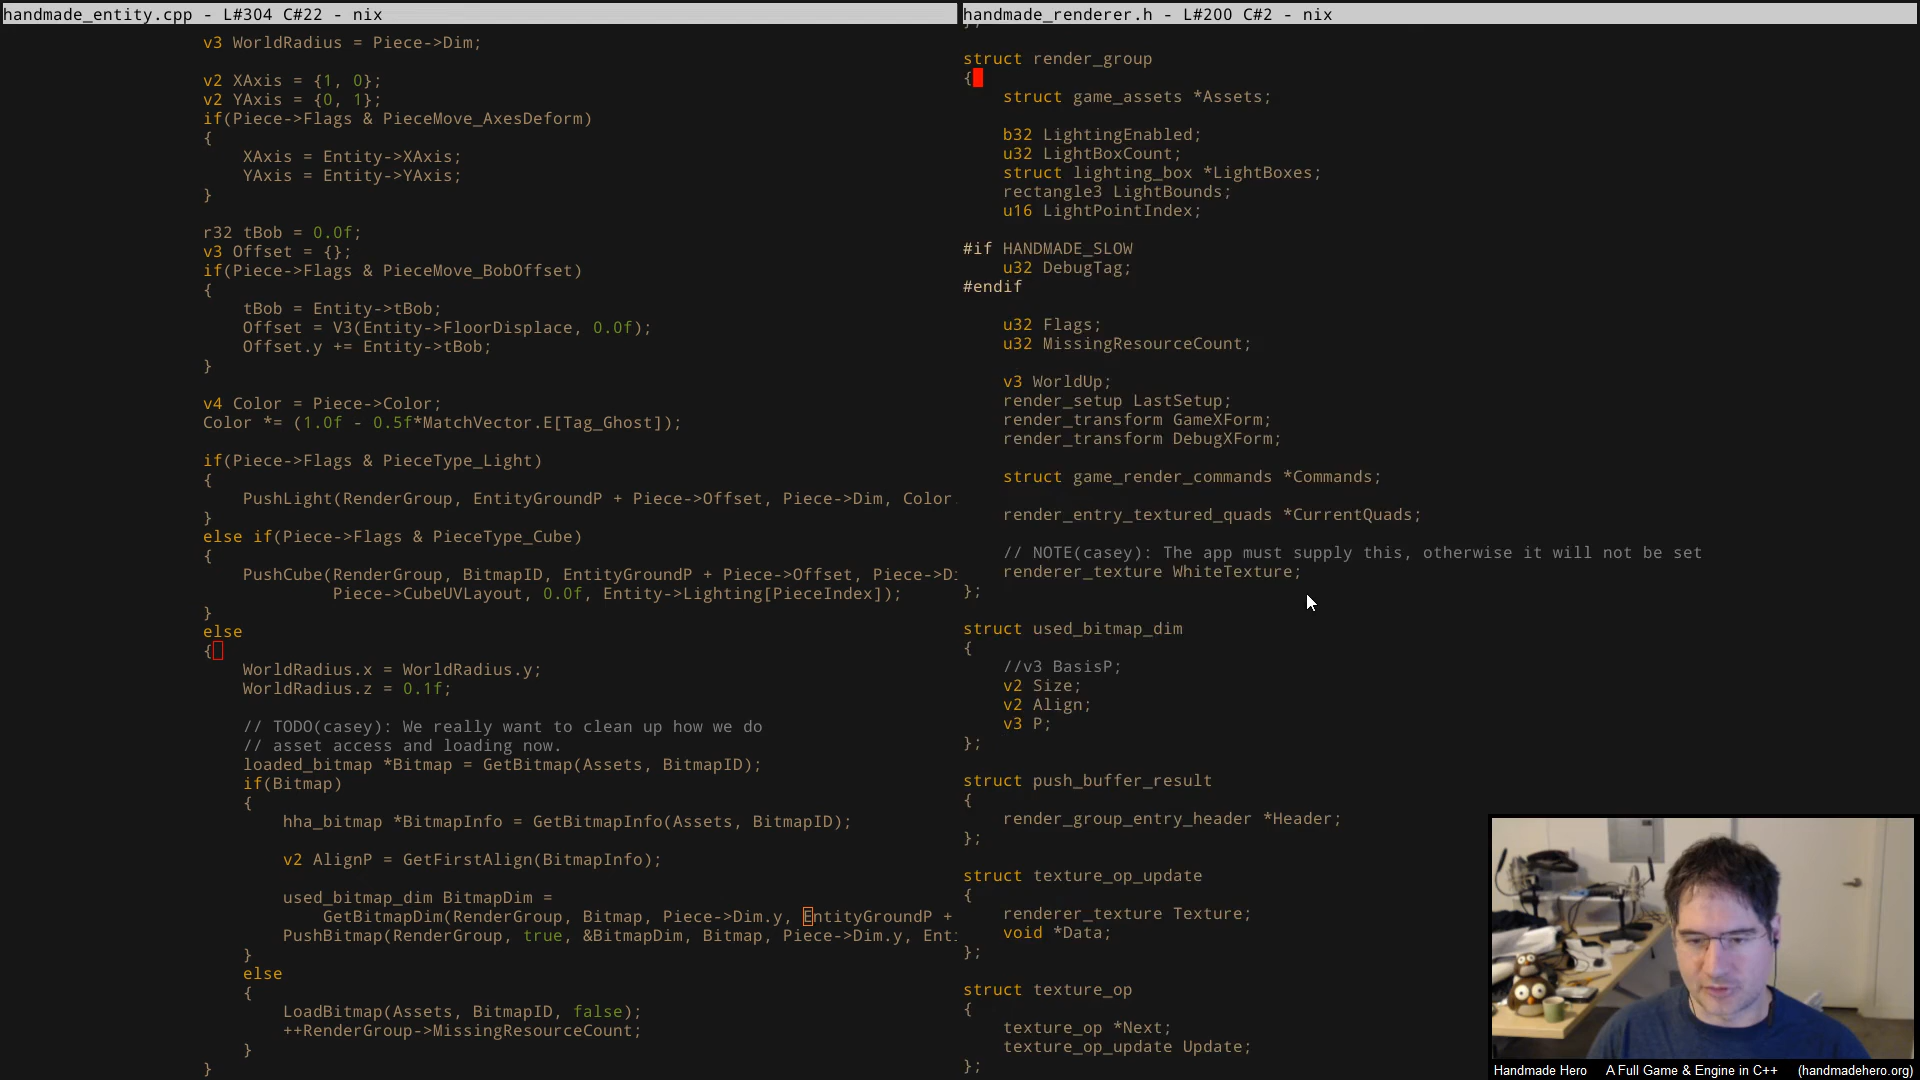 handmade_entity.cpp - L#304 C#22 - nix
v3 WorldRadius = Piece->Dim;
v2 XAxis = {1, 0};
v2 YAxis = {0, 1};
if(Piece->Flags & PieceMove_AxesDeform)
{
XAxis = Entity->XAxis;
YAxis = Entity->YAxis;
}
r32 tBob = 0.0f;
v3 Offset = {};
if(Piece->Flags & PieceMove_BobOffset)
{
tBob = Entity->tBob;
Offset = V3(Entity->FloorDisplace, 0.0f);
Offset.y += Entity->tBob;
}
v4 Color = Piece->Color;
Color *= (1.0f - 0.5f*MatchVector.E[Tag_Ghost]);
if(Piece->Flags & PieceType_Light)
{
PushLight(RenderGroup, EntityGroundP + Piece->Offset, Piece->Dim, Color.
}
else if(Piece->Flags & PieceType_Cube)
{
PushCube(RenderGroup, BitmapID, EntityGroundP + Piece->Offset, Piece->Di
Piece->CubeUVLayout, 0.0f, Entity->Lighting[PieceIndex]);
}
else
{
WorldRadius.x = WorldRadius.y;
WorldRadius.z = 0.1f;
// TODO(casey): We really want to clean up how we do
// asset access and loading now.
loaded_bitmap *Bitmap = GetBitmap(Assets, BitmapID);
if(Bitmap)
{
hha_bitmap *BitmapInfo = GetBitmapInfo(Assets, BitmapID);
v2 AlignP = GetFirstAlign(BitmapInfo);
used_bitmap_dim BitmapDim =
GetBitmapDim(RenderGroup, Bitmap, Piece->Dim.y, EntityGroundP +
PushBitmap(RenderGroup, true, &BitmapDim, Bitmap, Piece->Dim.y, Enti
}
else
{
LoadBitmap(Assets, BitmapID, false);
++RenderGroup->MissingResourceCount;
}
}
handmade_renderer.h - L#200 C#2 - nix
};
struct render_group
{
struct game_assets *Assets;
b32 LightingEnabled;
u32 LightBoxCount;
struct lighting_box *LightBoxes;
rectangle3 LightBounds;
u16 LightPointIndex;
#if HANDMADE_SLOW
u32 DebugTag;
#endif
u32 Flags;
u32 MissingResourceCount;
v3 WorldUp;
render_setup LastSetup;
render_transform GameXForm;
render_transform DebugXForm;
struct game_render_commands *Commands;
render_entry_textured_quads *CurrentQuads;
// NOTE(casey): The app must supply this, otherwise it will not be set
renderer_texture WhiteTexture;
};
struct used_bitmap_dim
{
//v3 BasisP;
v2 Size;
v2 Align;
v3 P;
};
struct push_buffer_result
{
render_group_entry_header *Header;
};
struct texture_op_update
{
renderer_texture Texture;
void *Data;
};
struct texture_op
{
texture_op *Next;
texture_op_update Update;
};
Handmade Hero A Full Game & Engine in C++ (handmadehero.org)